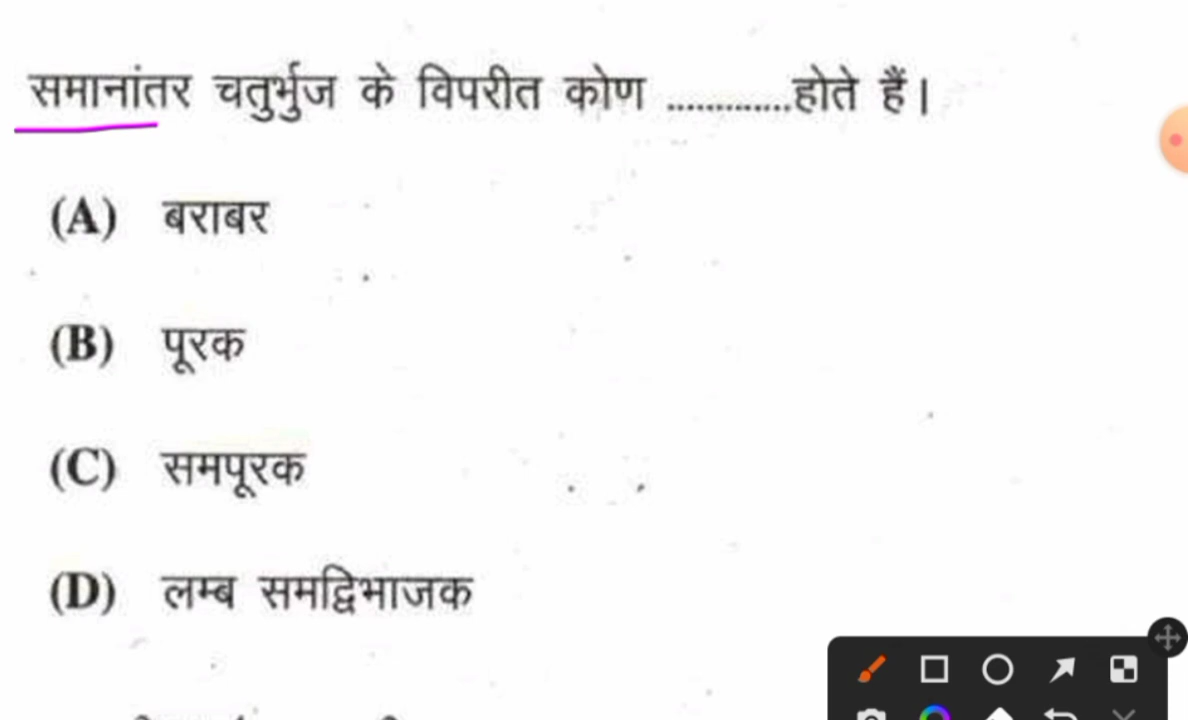 समानांतर चतुर्भुज के विपरीत कोण .............होते हैं।
(A) बराबर
(B) पूरक
(C) समपूरक
(D) लम्ब समद्विभाजक